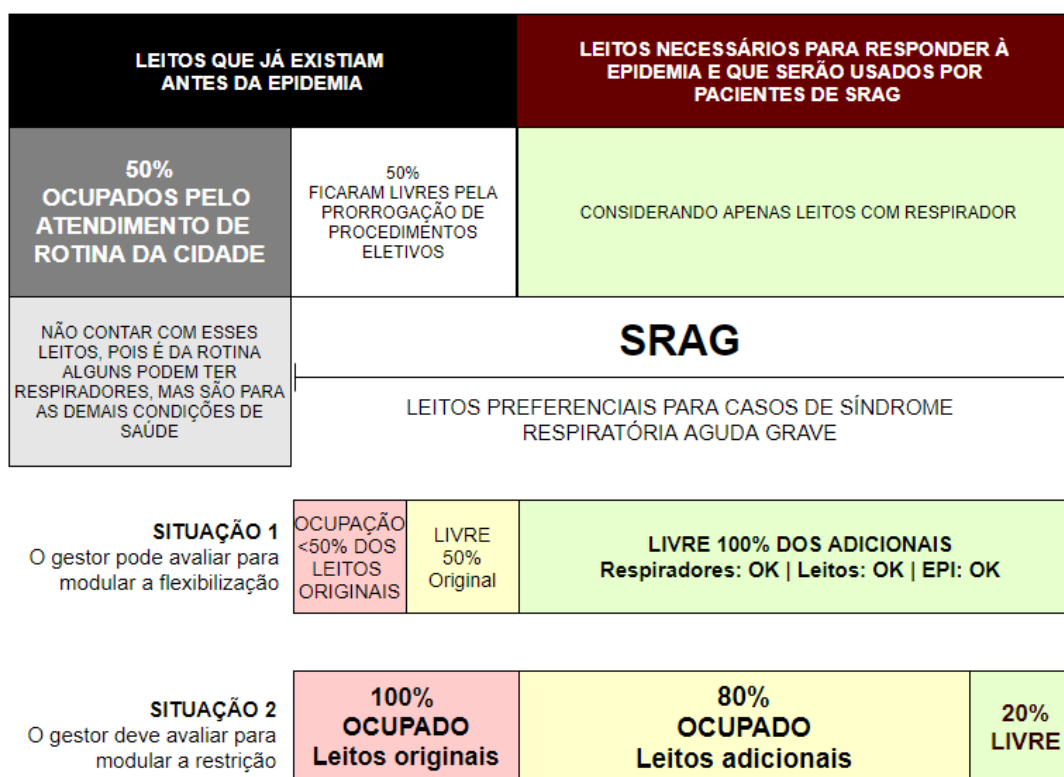 LEITOS QUE JÁ EXISTIAM
ANTES DA EPIDEMIA
LEITOS NECESSÁRIOS PARA RESPONDER À
EPIDEMIA E QUE SERÃO USADOS POR
PACIENTES DE SRAG
50%
OCUPADOS PELO
ATENDIMENTO DE
ROTINA DA CIDADE
50%
FICARAM LIVRES PELA
PRORROGAÇÃO DE
PROCEDIMENTOS
ELETIVOS
CONSIDERANDO APENAS LEITOS COM RESPIRADOR
NÃO CONTAR COM ESSES
LEITOS, POIS É DA ROTINA
ALGUNS PODEM TER
RESPIRADORES, MAS SÃO PARA
AS DEMAIS CONDIÇÕES DE
SAÚDE
SRAG
LEITOS PREFERENCIAIS PARA CASOS DE SÍNDROME
RESPIRATÓRIA AGUDA GRAVE
SITUAÇÃO 1
O gestor pode avaliar para
modular a flexibilização
OCUPAÇÃO
<50% DOS
LEITOS
ORIGINAIS
LIVRE
50%
Original
LIVRE 100% DOS ADICIONAIS
Respiradores: OK | Leitos: OK | EPI: OK
SITUAÇÃO 2
O gestor deve avaliar para
modular a restrição
100%
OCUPADO
Leitos originais
80%
OCUPADO
Leitos adicionais
20%
LIVRE